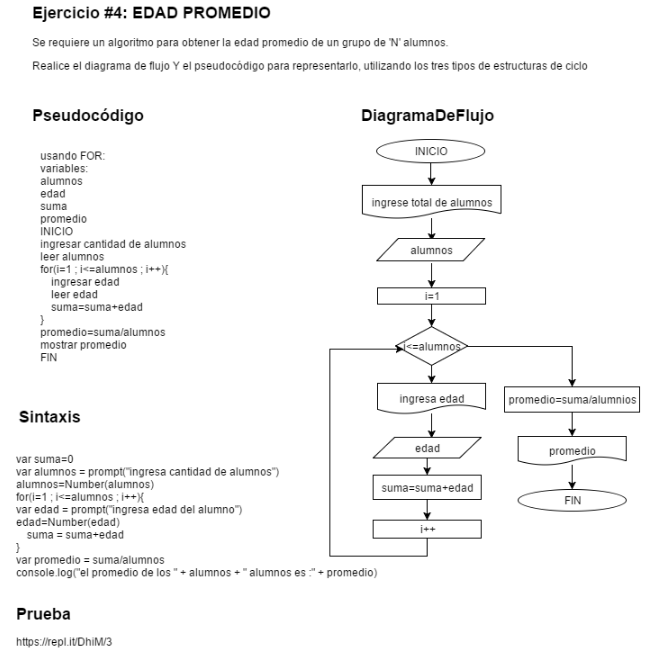 Ejercicio #4: EDAD PROMEDIO
Se requiere un algoritmo para obtener la edad promedio de un grupo de 'N' alumnos.
Realice el diagrama de flujo Y el pseudocódigo para representarlo, utilizando los tres tipos de estructuras de ciclo
Pseudocódigo
usando FOR:
variables:
alumnos
edad
suma
promedio
INICIO
ingresar cantidad de alumnos
leer alumnos
for(i=1 ; i<=alumnos ; i++){
ingresar edad
leer edad
suma=suma+edad
}
promedio=suma/alumnos
mostrar promedio
FIN
Sintaxis
var suma=0
var alumnos = prompt("ingresa cantidad de alumnos")
alumnos=Number(alumnos)
for(i=1 ; i<=alumnos ; i++){
var edad = prompt("ingresa edad del alumno")
edad=Number(edad)
suma = suma+edad
}
var promedio = suma/alumnos
console.log("el promedio de los " + alumnos + " alumnos es :" + promedio)
Prueba
https://repl.it/DhiM/3
DiagramaDeFlujo
INICIO
ingrese total de alumnos
alumnos
i=1
i<=alumnos
ingresa edad
edad
suma=suma+edad
i++
promedio=suma/alumnios
promedio
FIN